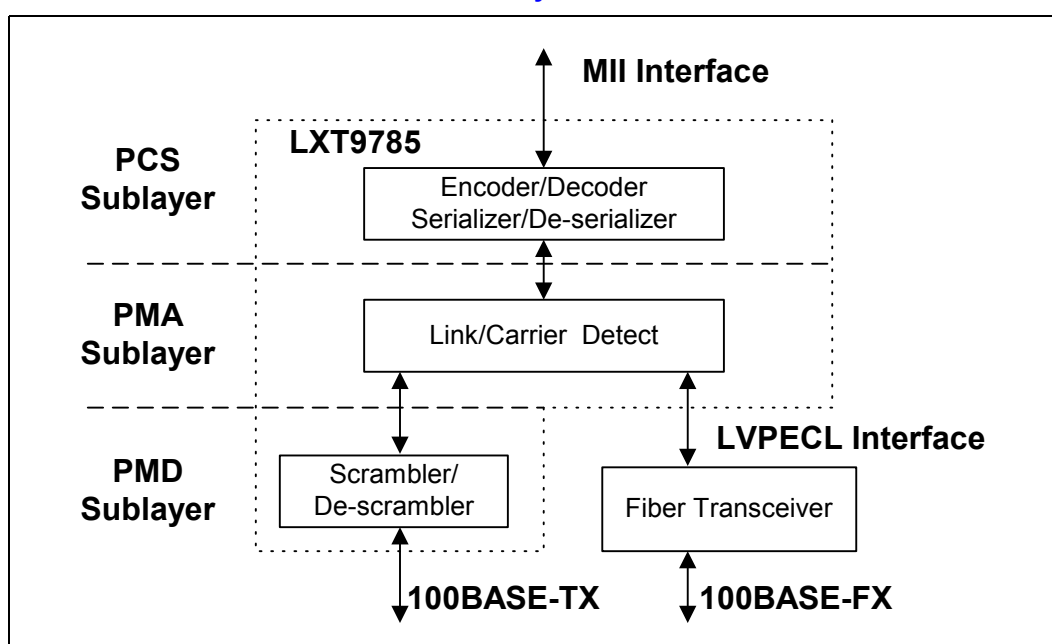 MII Interface
LXT9785
PCS
Sublayer
Encoder/Decoder
Serializer/De-serializer
PMA
Sublayer
Link/Carrier Detect
LVPECL Interface
PMD
Sublayer
Scrambler/
De-scrambler
Fiber Transceiver
100BASE-TX
100BASE-FX